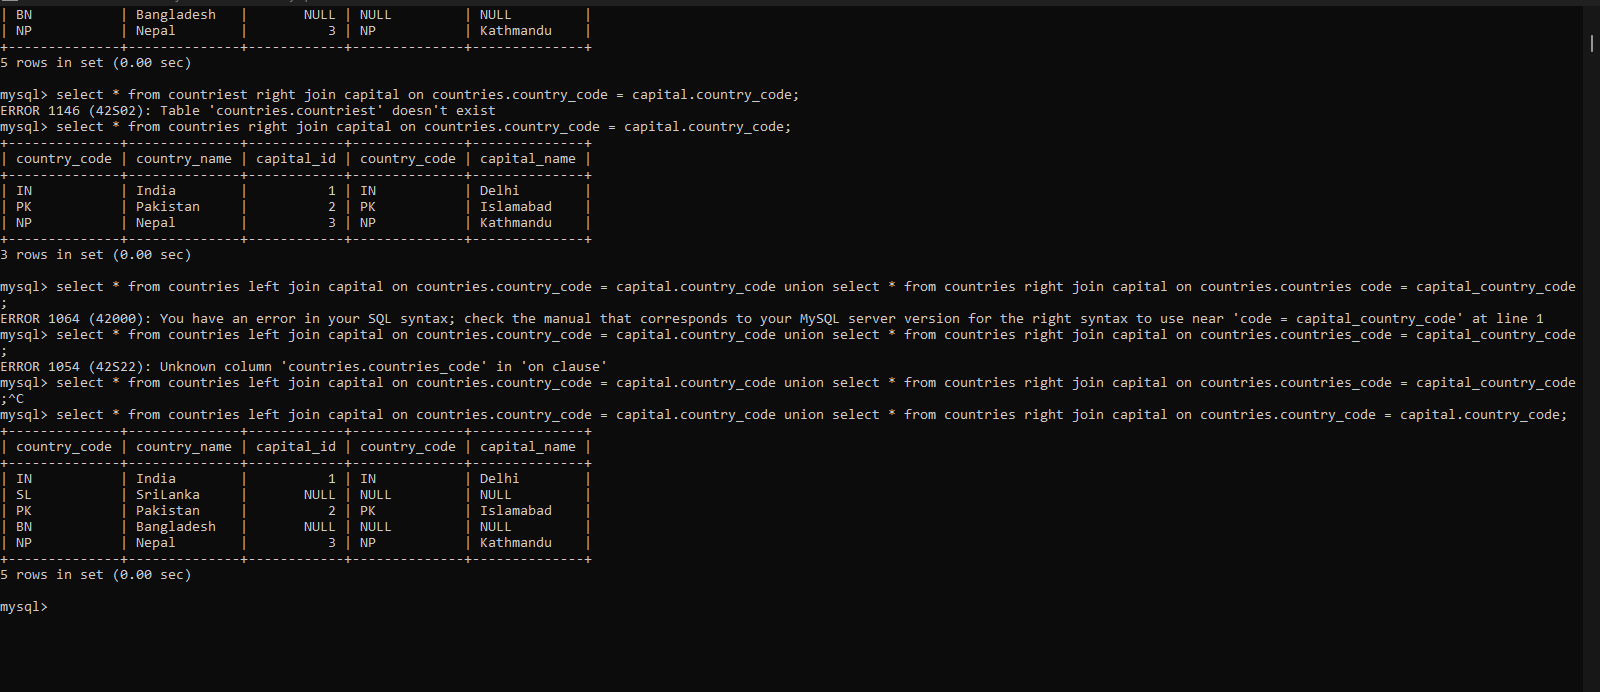 | BN           | Bangladesh   |       NULL | NULL         | NULL         |
| NP           | Nepal        |          3 | NP           | Kathmandu    |
+--------------+--------------+------------+--------------+--------------+
5 rows in set (0.00 sec)

mysql> select * from countriest right join capital on countries.country_code = capital.country_code;
ERROR 1146 (42S02): Table 'countries.countriest' doesn't exist
mysql> select * from countries right join capital on countries.country_code = capital.country_code;
+--------------+--------------+------------+--------------+--------------+
| country_code | country_name | capital_id | country_code | capital_name |
+--------------+--------------+------------+--------------+--------------+
| IN           | India        |          1 | IN           | Delhi        |
| PK           | Pakistan     |          2 | PK           | Islamabad    |
| NP           | Nepal        |          3 | NP           | Kathmandu    |
+--------------+--------------+------------+--------------+--------------+
3 rows in set (0.00 sec)

mysql> select * from countries left join capital on countries.country_code = capital.country_code union select * from countries right join capital on countries.countries code = capital_country_code
;
ERROR 1064 (42000): You have an error in your SQL syntax; check the manual that corresponds to your MySQL server version for the right syntax to use near 'code = capital_country_code' at line 1
mysql> select * from countries left join capital on countries.country_code = capital.country_code union select * from countries right join capital on countries.countries_code = capital_country_code
;
ERROR 1054 (42S22): Unknown column 'countries.countries_code' in 'on clause'
mysql> select * from countries left join capital on countries.country_code = capital.country_code union select * from countries right join capital on countries.countries_code = capital_country_code
;^C
mysql> select * from countries left join capital on countries.country_code = capital.country_code union select * from countries right join capital on countries.country_code = capital.country_code;
+--------------+--------------+------------+--------------+--------------+
| country_code | country_name | capital_id | country_code | capital_name |
+--------------+--------------+------------+--------------+--------------+
| IN           | India        |          1 | IN           | Delhi        |
| SL           | SriLanka     |       NULL | NULL         | NULL         |
| PK           | Pakistan     |          2 | PK           | Islamabad    |
| BN           | Bangladesh   |       NULL | NULL         | NULL         |
| NP           | Nepal        |          3 | NP           | Kathmandu    |
+--------------+--------------+------------+--------------+--------------+
5 rows in set (0.00 sec)

mysql>